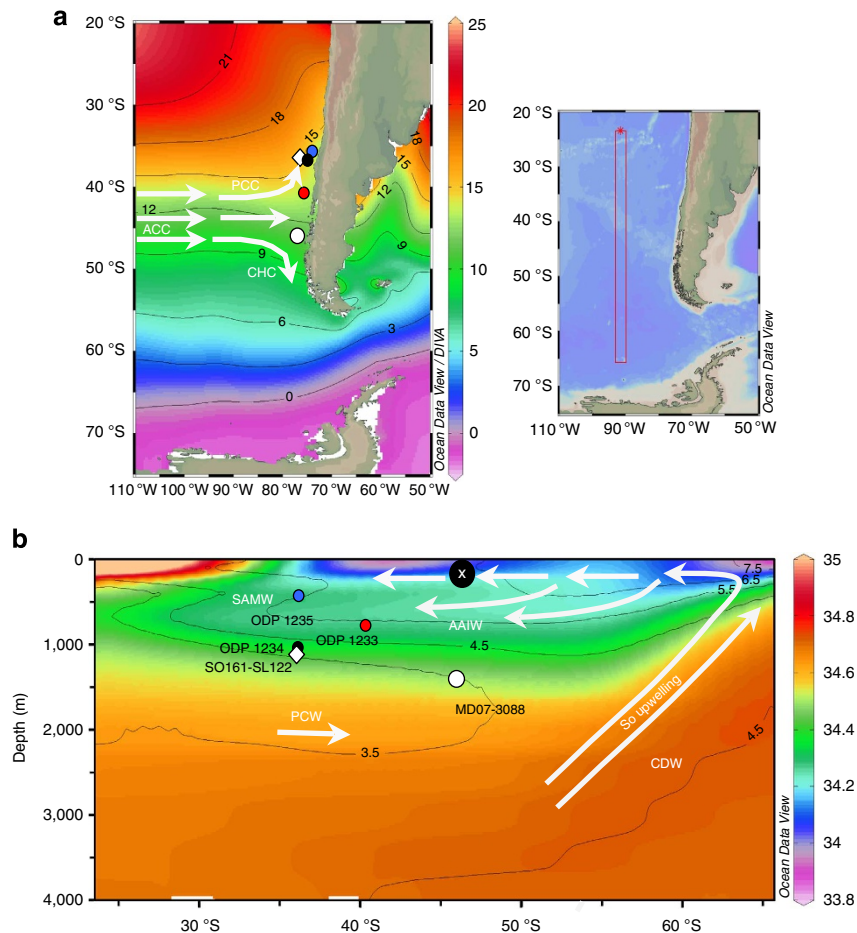 a
20 °S
30 °S
40 °S
50 °S
60 °S
70 °S
110 °W 100 °W 90 °W 80 °W 70 °W 60 °W 50 °W
21
18
15
18
15
12
PCC
12
ACC
9
9
CHC
6
3
0
Ocean Data View / DIVA
25
20
15
10
5
0
20 °S
30 °S
40 °S
50 °S
60 °S
70 °S
110 °W 90 °W 70 °W 50 °W
Ocean Data View
b
Depth (m)
0
1,000
2,000
3,000
4,000
30 °S 40 °S 50 °S 60 °S
x
7.5
6.5
5.5
SAMW
ODP 1235
ODP 1233
AAIW
4.5
ODP 1234
SO161-SL122
MD07-3088
PCW
3.5
So upwelling
CDW
4.5
Ocean Data View
35
34.8
34.6
34.4
34.2
34
33.8